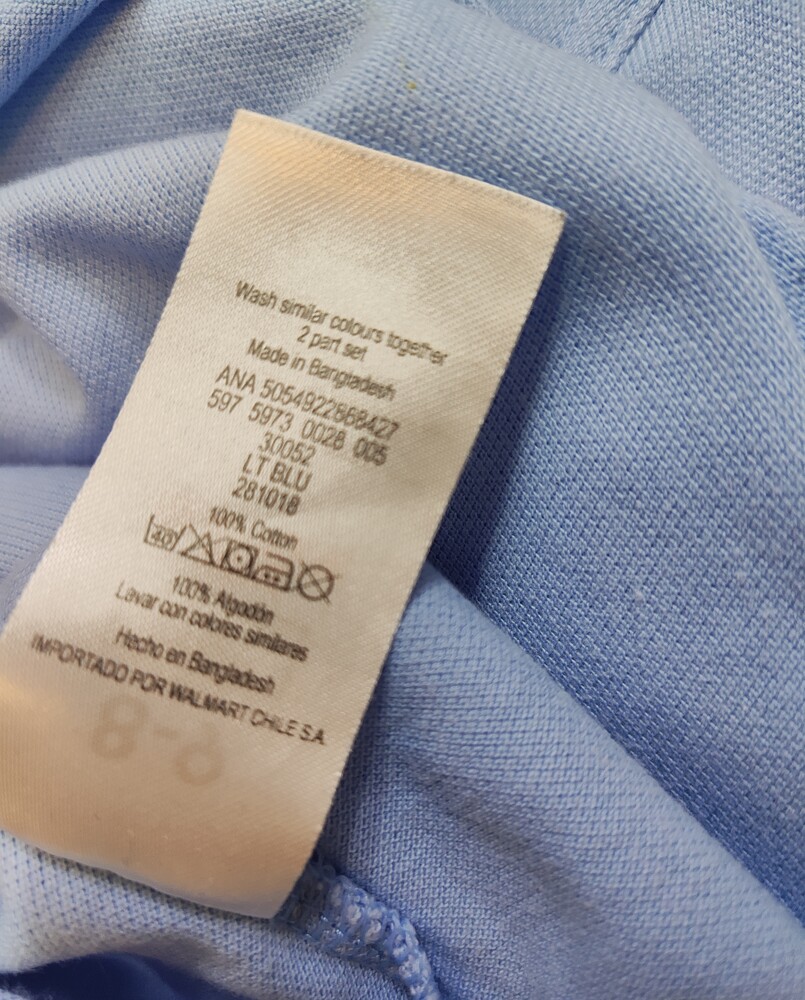 Wash similar colours together
2 part set
Made in Bangladesh
ANA 5054922868427
597 5973 0028 005
30052
LT BLU
281018
100% Cotton
40
100% Algodón
Lavar con colores similares
Hecho en Bangladesh
IMPORTADO POR WALMART CHILE S.A.